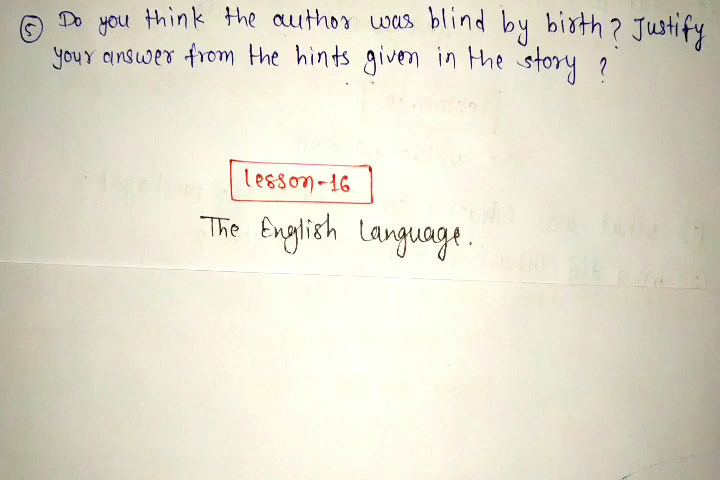 ⑤ Do you think the author was blind by birth? Justify
your answer from the hints given in the story ?
Lesson-16
The English Language.